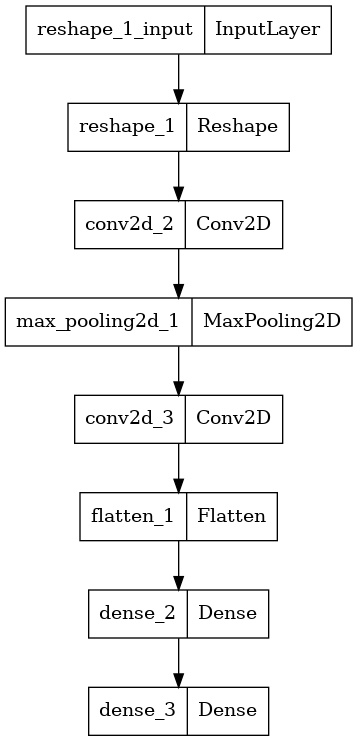 reshape_1_input InputLayer
reshape_1 Reshape
conv2d_2 Conv2D
max_pooling2d_1 MaxPooling2D
conv2d_3 Conv2D
flatten_1 Flatten
dense_2 Dense
dense_3 Dense